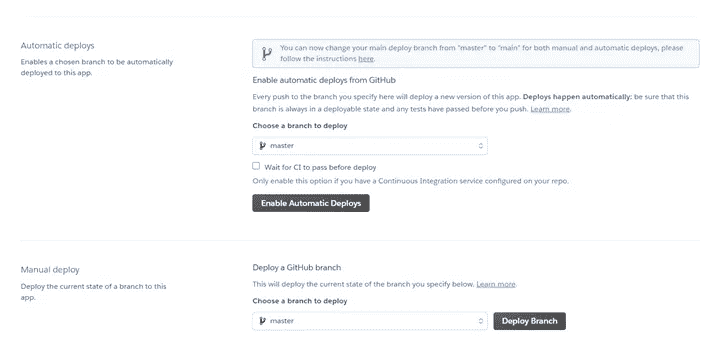 Automatic deploys
Enables a chosen branch to be automatically
deployed to this app.
You can now change your main deploy branch from "master" to "main" for both manual and automatic deploys, please
follow the instructions here.
Enable automatic deploys from GitHub
Every push to the branch you specify here will deploy a new version of this app. Deploys happen automatically: be sure that this
branch is always in a deployable state and any tests have passed before you push. Learn more.
Choose a branch to deploy
master
Wait for CI to pass before deploy
Only enable this option if you have a Continuous Integration service configured on your repo.
Enable Automatic Deploys
Manual deploy
Deploy the current state of a branch to this
app.
Deploy a GitHub branch
This will deploy the current state of the branch you specify below. Learn more.
Choose a branch to deploy
master
Deploy Branch